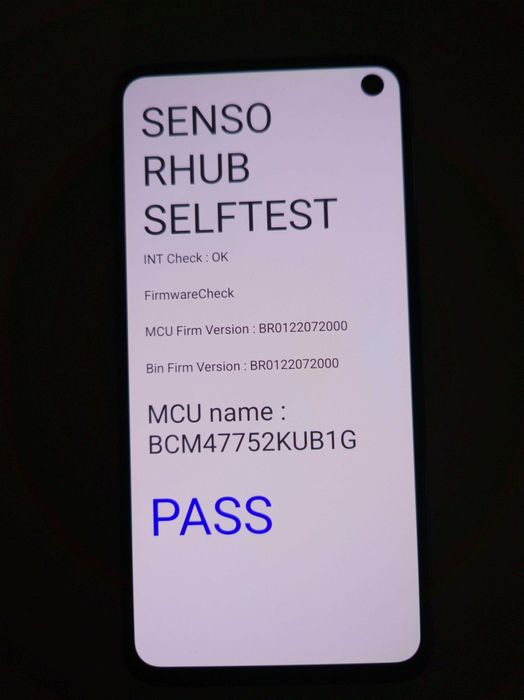 SENSO
RHUB
SELFTEST
INT Check : OK
FirmwareCheck
MCU Firm Version : BR0122072000
Bin Firm Version : BR0122072000
MCU name :
BCM47752KUB1G
PASS